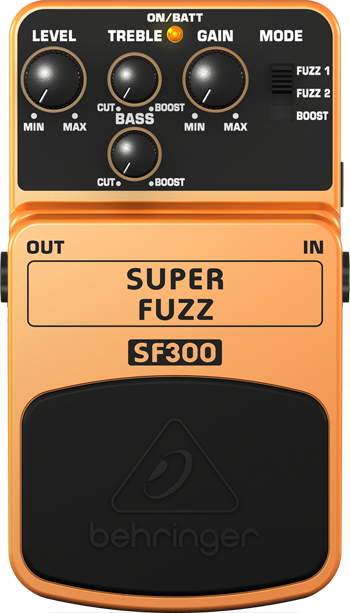 ON/BATT
LEVEL TREBLE GAIN MODE
FUZZ 1
FUZZ 2
CUT BOOST
BOOST
MIN MAX BASS MIN MAX
CUT BOOST
OUT IN
SUPER
FUZZ
SF300
behringer